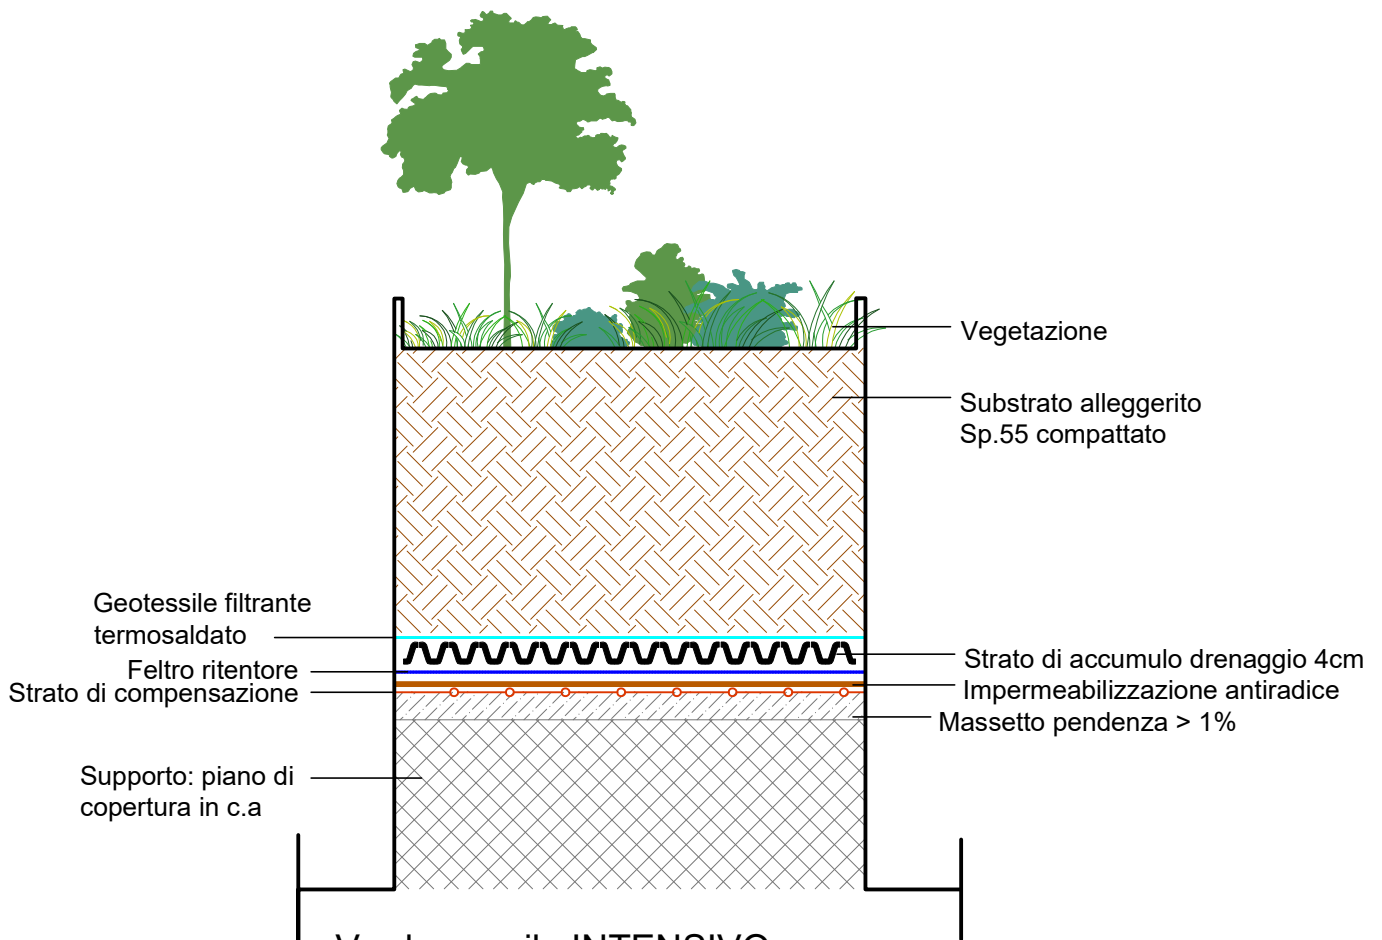 Vegetazione
Substrato alleggerito
Sp.55 compattato
Geotessile filtrante
termosaldato
Feltro ritentore
Strato di compensazione
Strato di accumulo drenaggio 4cm
Impermeabilizzazione antiradice
Massetto pendenza > 1%
Supporto: piano di
copertura in c.a
INTENSIVO